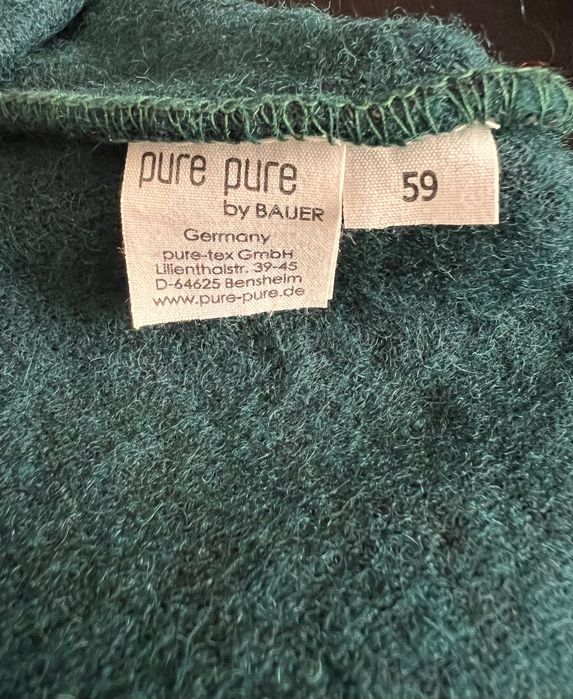 pure pure
by BAUER
Germany
pure-tex GmbH
Lilienthalstr. 39-45
D-64625 Bensheim
www.pure-pure.de
59